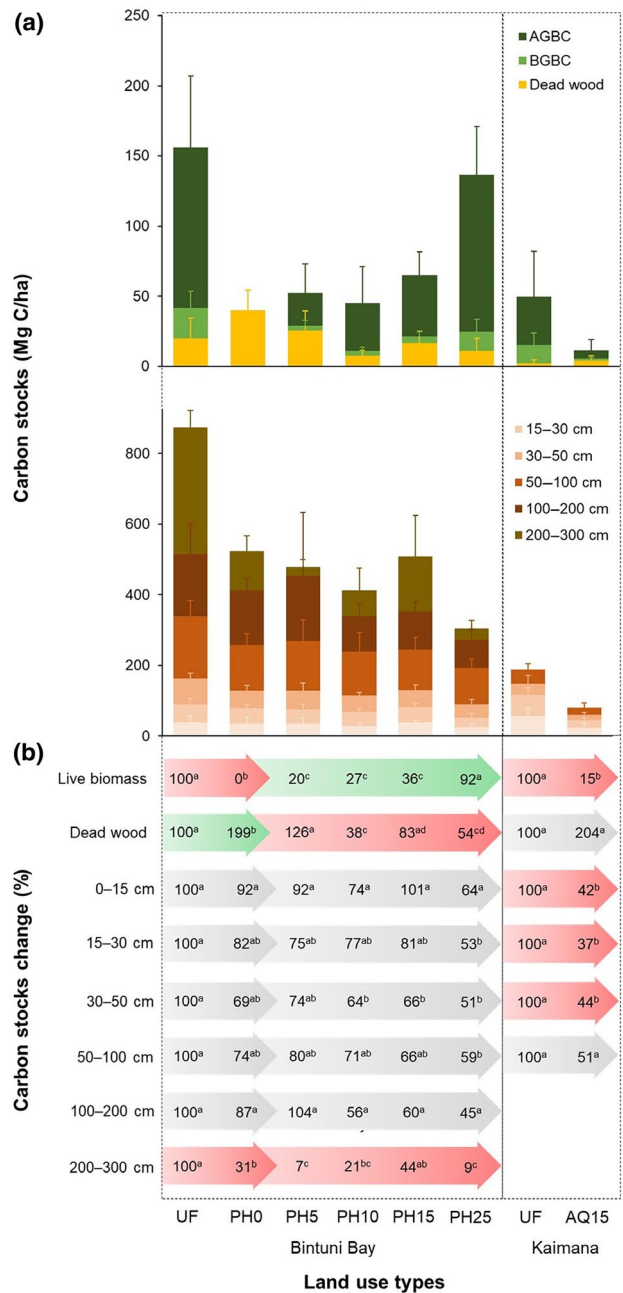 (a)
Carbon stocks (Mg C/ha)
250
200
150
100
50
0
AGBC
BGBC
Dead wood
800
600
400
200
0
15–30 cm
30–50 cm
50–100 cm
100–200 cm
200–300 cm
(b)
Carbon stocks change (%)
Live biomass 100ᵃ 0ᵇ 20ᶜ 27ᶜ 36ᶜ 92ᵃ 100ᵃ 15ᵇ
Dead wood 100ᵃ 199ᵇ 126ᵃ 38ᶜ 83ᵃᵈ 54ᶜᵈ 100ᵃ 204ᵃ
0–15 cm 100ᵃ 92ᵃ 92ᵃ 74ᵃ 101ᵃ 64ᵃ 100ᵃ 42ᵇ
15–30 cm 100ᵃ 82ᵃᵇ 75ᵃᵇ 77ᵃᵇ 81ᵃᵇ 53ᵇ 100ᵃ 37ᵇ
30–50 cm 100ᵃ 69ᵃᵇ 74ᵃᵇ 64ᵇ 66ᵇ 51ᵇ 100ᵃ 44ᵇ
50–100 cm 100ᵃ 74ᵃᵇ 80ᵃᵇ 71ᵃᵇ 66ᵃᵇ 59ᵇ 100ᵃ 51ᵃ
100–200 cm 100ᵃ 87ᵃ 104ᵃ 56ᵃ 60ᵃ 45ᵃ
200–300 cm 100ᵃ 31ᵇ 7ᶜ 21ᵇᶜ 44ᵃᵇ 9ᶜ
UF PH0 PH5 PH10 PH15 PH25 UF AQ15
Bintuni Bay Kaimana
Land use types